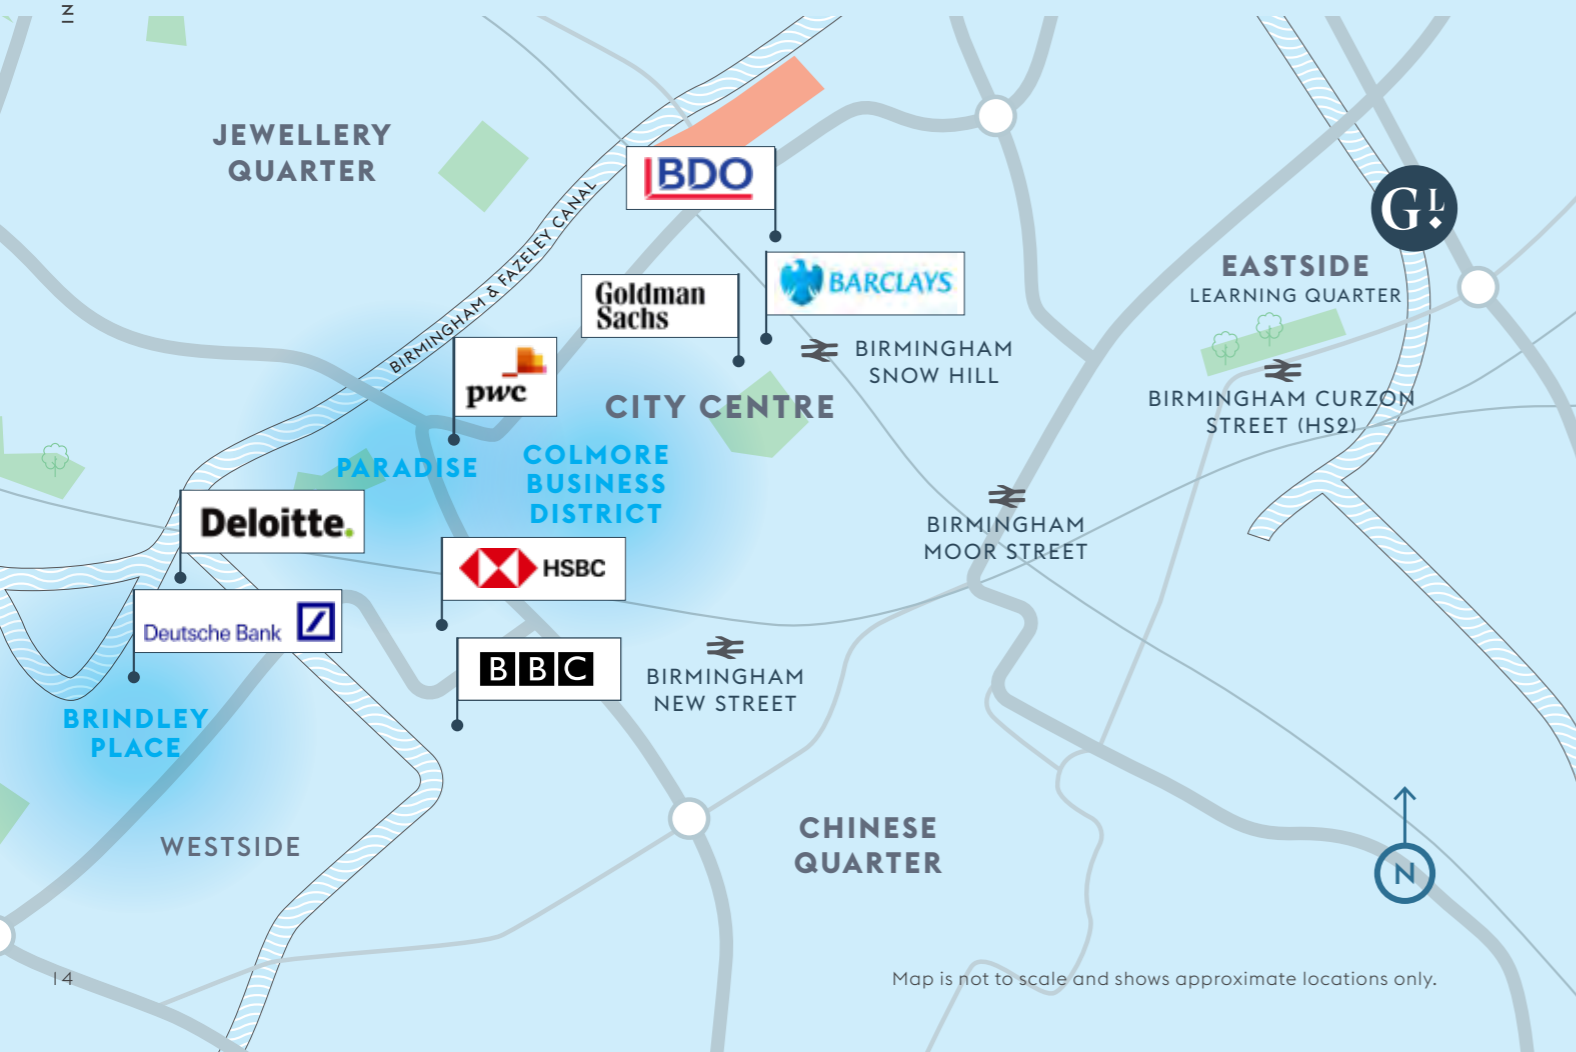 Z
I
JEWELLERY
QUARTER
BIRMINGHAM & FAZELEY CANAL
BDO
BARCLAYS
Goldman
Sachs
pwc
GL
EASTSIDE
LEARNING QUARTER
BIRMINGHAM
SNOW HILL
CITY CENTRE
BIRMINGHAM CURZON
STREET (HS2)
PARADISE
COLMORE
BUSINESS
DISTRICT
Deloitte.
BIRMINGHAM
MOOR STREET
HSBC
Deutsche Bank
BBC
BIRMINGHAM
NEW STREET
BRINDLEY
PLACE
WESTSIDE
CHINESE
QUARTER
N
14
Map is not to scale and shows approximate locations only.